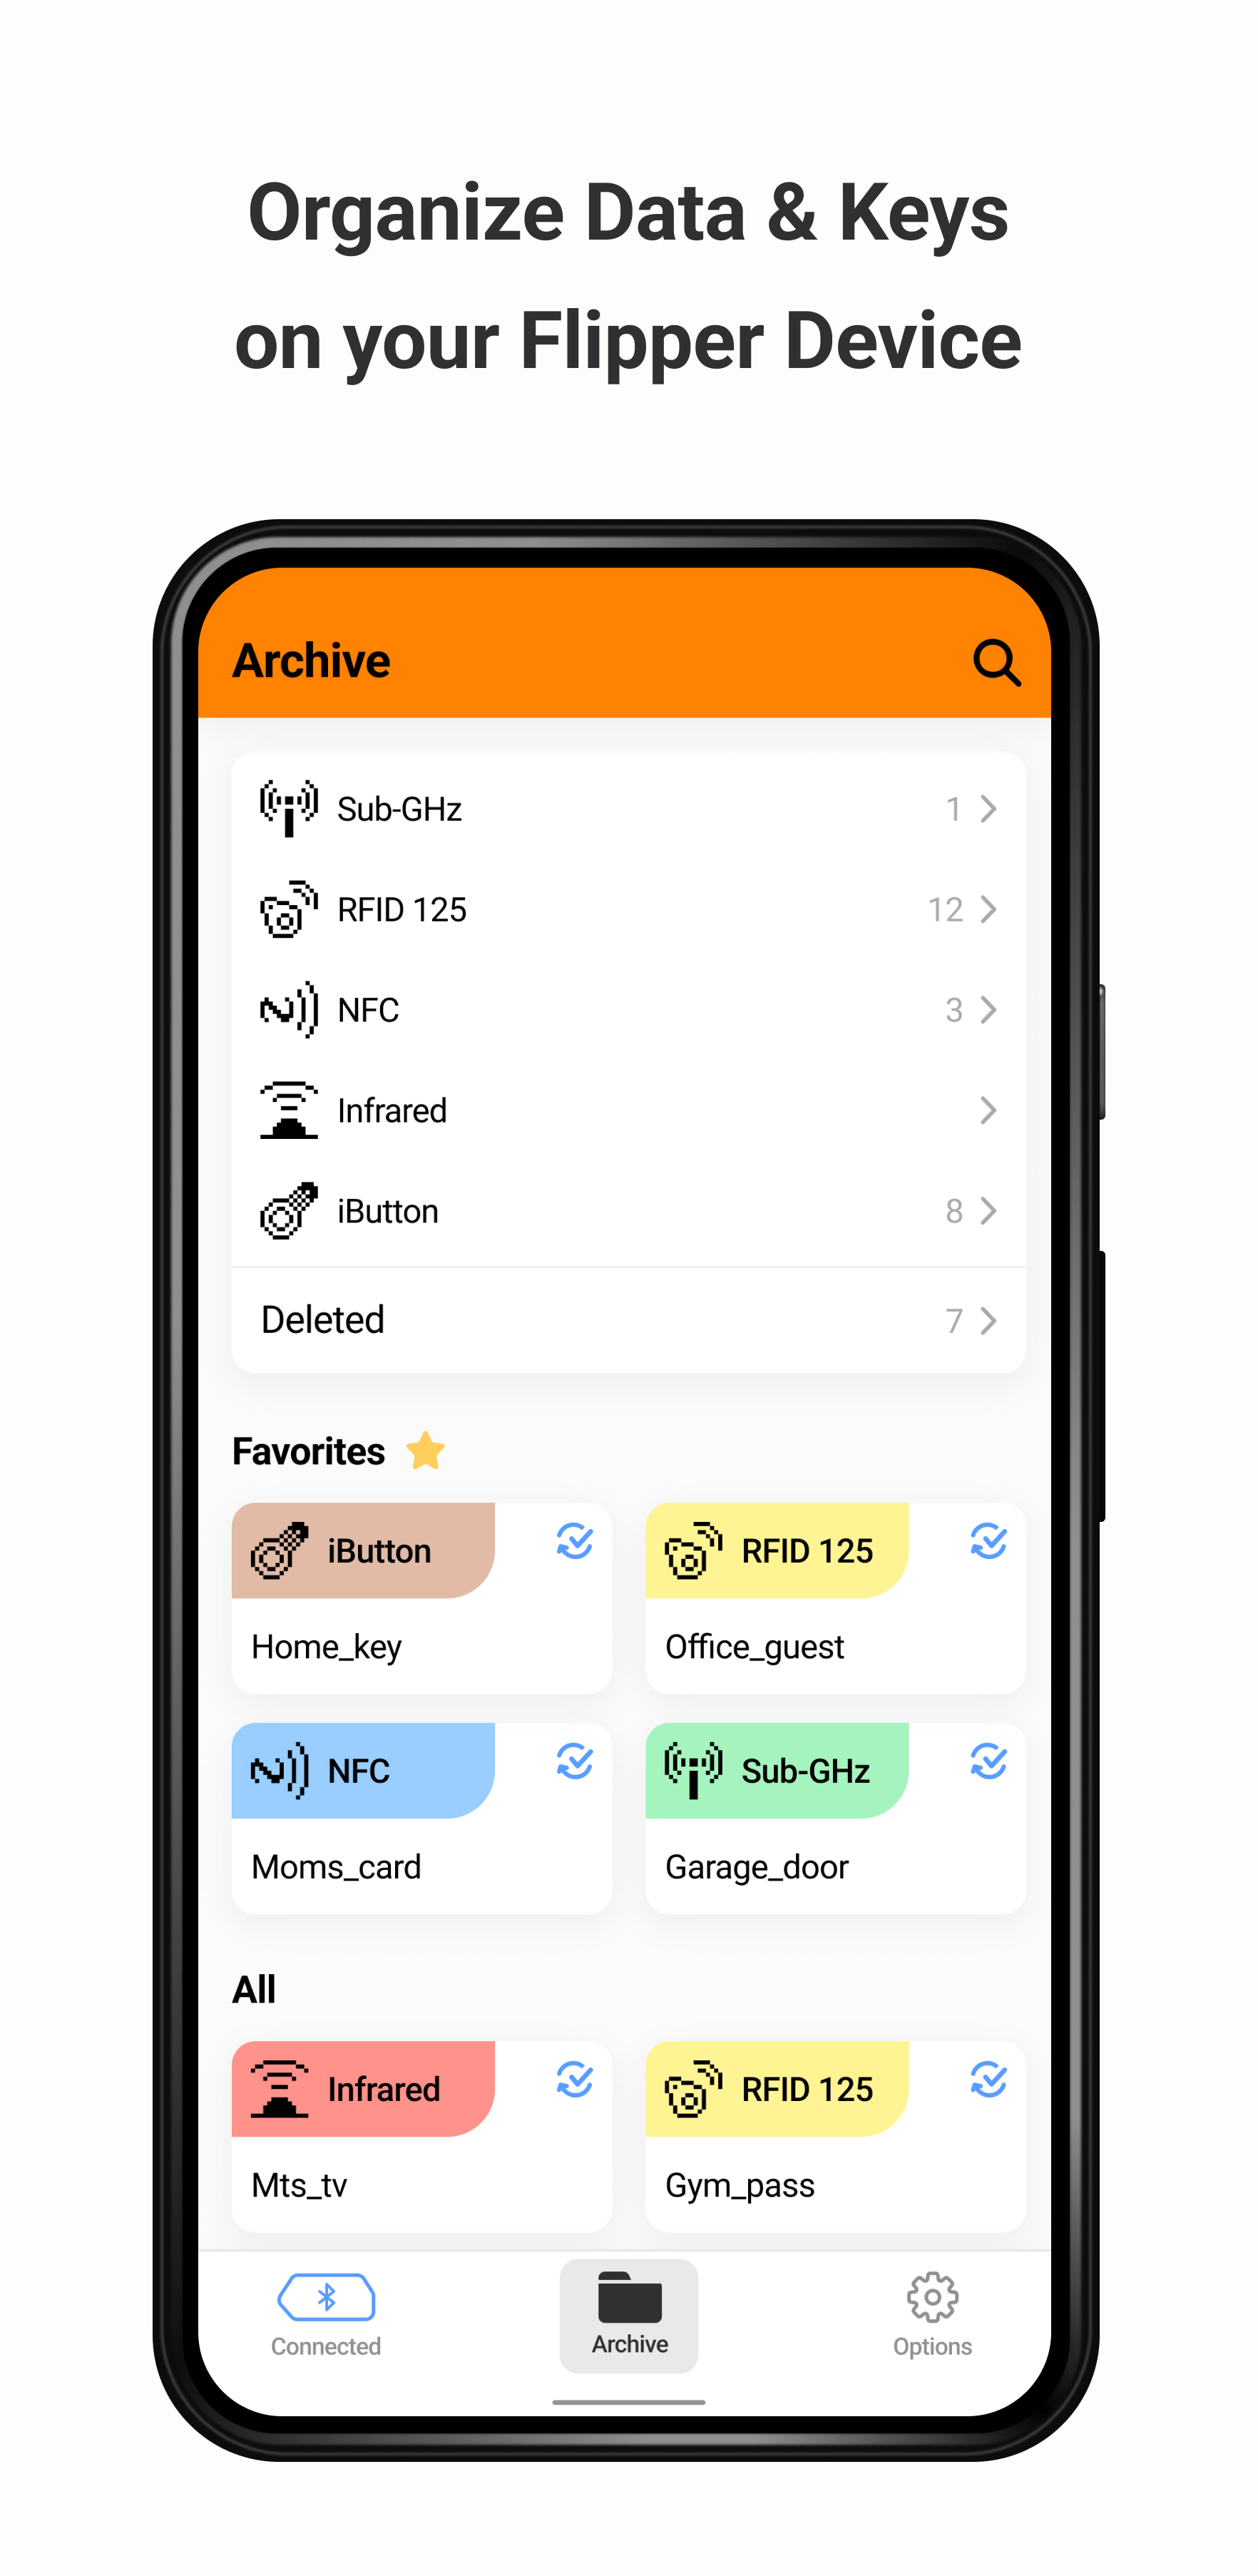 Organize Data & Keys
on your Flipper Device
Archive
Sub-GHz 1
RFID 125 12
NFC 3
Infrared
iButton 8
Deleted 7
Favorites
iButton RFID 125
Home_key Office_guest
NFC Sub-GHz
Moms_card Garage_door
All
Infrared RFID 125
Mts_tv Gym_pass
Connected Archive Options